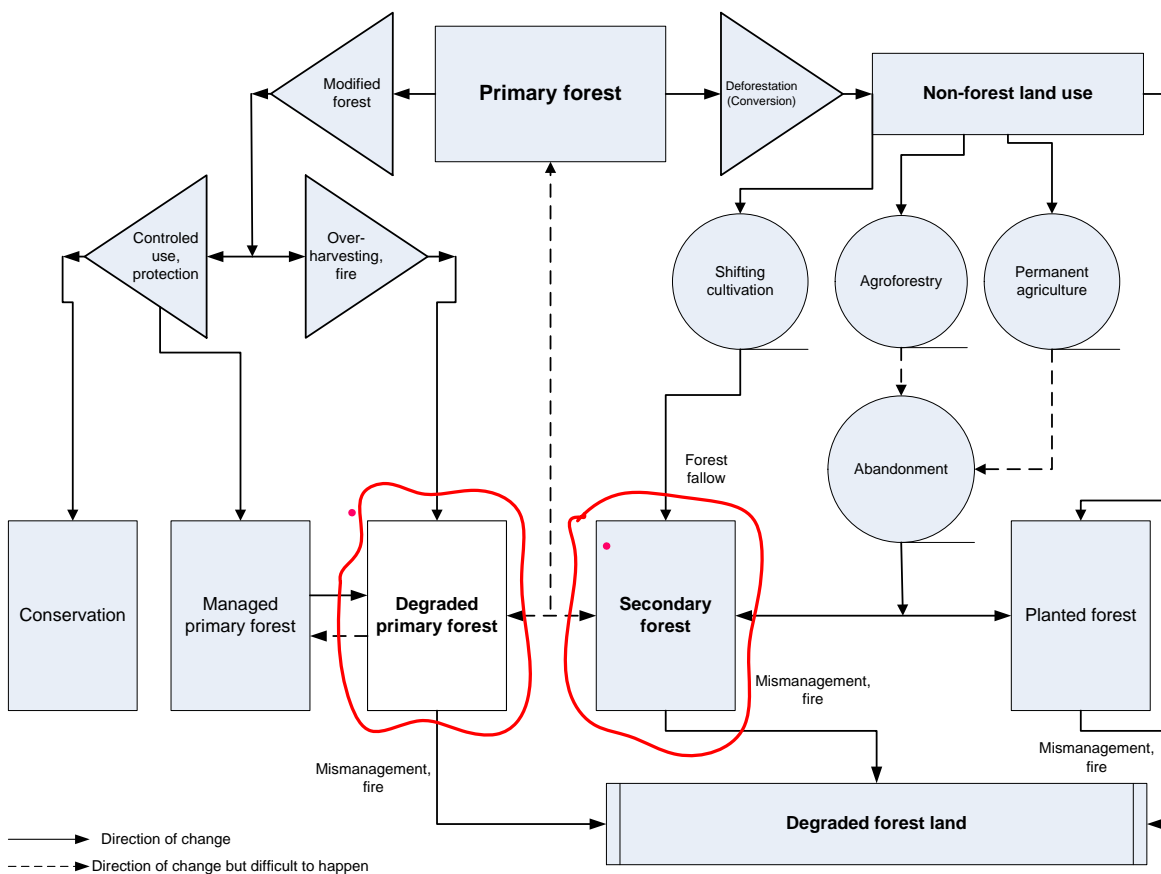 Primary forest
Modified
forest
Deforestation
(Conversion)
Non-forest land use
Controled
use,
protection
Over-
harvesting,
fire
Shifting
cultivation
Agroforestry
Permanent
agriculture
Forest
fallow
Abandonment
Conservation
Managed
primary forest
Degraded
primary forest
Secondary
forest
Planted forest
Mismanagement,
fire
Mismanagement,
fire
Mismanagement,
fire
Degraded forest land
Direction of change
Direction of change but difficult to happen